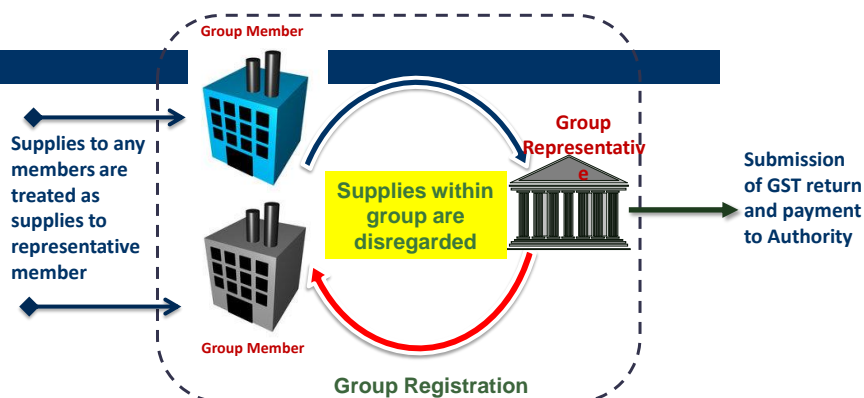 Group Member
Supplies to any
members are
treated as
supplies to
representative
member
Supplies within
group are
disregarded
Group
Representativ
e
Submission
of GST return
and payment
to Authority
Group Member
Group Registration